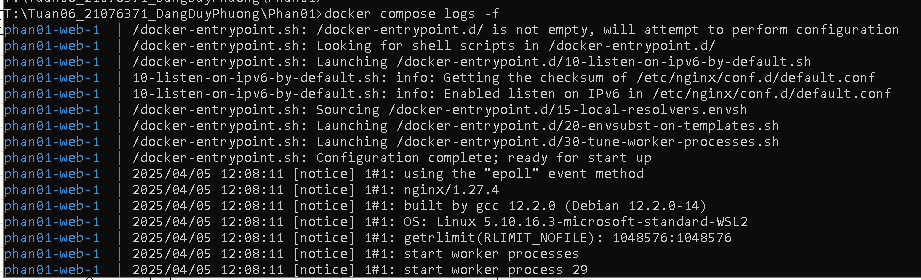 T:\Tuan06_21076371_DangDuyPhuong\Phan01>docker compose logs -f
phan01-web-1  | /docker-entrypoint.sh: /docker-entrypoint.d/ is not empty, will attempt to perform configuration
phan01-web-1  | /docker-entrypoint.sh: Looking for shell scripts in /docker-entrypoint.d/
phan01-web-1  | /docker-entrypoint.sh: Launching /docker-entrypoint.d/10-listen-on-ipv6-by-default.sh
phan01-web-1  | 10-listen-on-ipv6-by-default.sh: info: Getting the checksum of /etc/nginx/conf.d/default.conf
phan01-web-1  | 10-listen-on-ipv6-by-default.sh: info: Enabled listen on IPv6 in /etc/nginx/conf.d/default.conf
phan01-web-1  | /docker-entrypoint.sh: Sourcing /docker-entrypoint.d/15-local-resolvers.envsh
phan01-web-1  | /docker-entrypoint.sh: Launching /docker-entrypoint.d/20-envsubst-on-templates.sh
phan01-web-1  | /docker-entrypoint.sh: Launching /docker-entrypoint.d/30-tune-worker-processes.sh
phan01-web-1  | /docker-entrypoint.sh: Configuration complete; ready for start up
phan01-web-1  | 2025/04/05 12:08:11 [notice] 1#1: using the "epoll" event method
phan01-web-1  | 2025/04/05 12:08:11 [notice] 1#1: nginx/1.27.4
phan01-web-1  | 2025/04/05 12:08:11 [notice] 1#1: built by gcc 12.2.0 (Debian 12.2.0-14)
phan01-web-1  | 2025/04/05 12:08:11 [notice] 1#1: OS: Linux 5.10.16.3-microsoft-standard-WSL2
phan01-web-1  | 2025/04/05 12:08:11 [notice] 1#1: getrlimit(RLIMIT_NOFILE): 1048576:1048576
phan01-web-1  | 2025/04/05 12:08:11 [notice] 1#1: start worker processes
phan01-web-1  | 2025/04/05 12:08:11 [notice] 1#1: start worker process 29